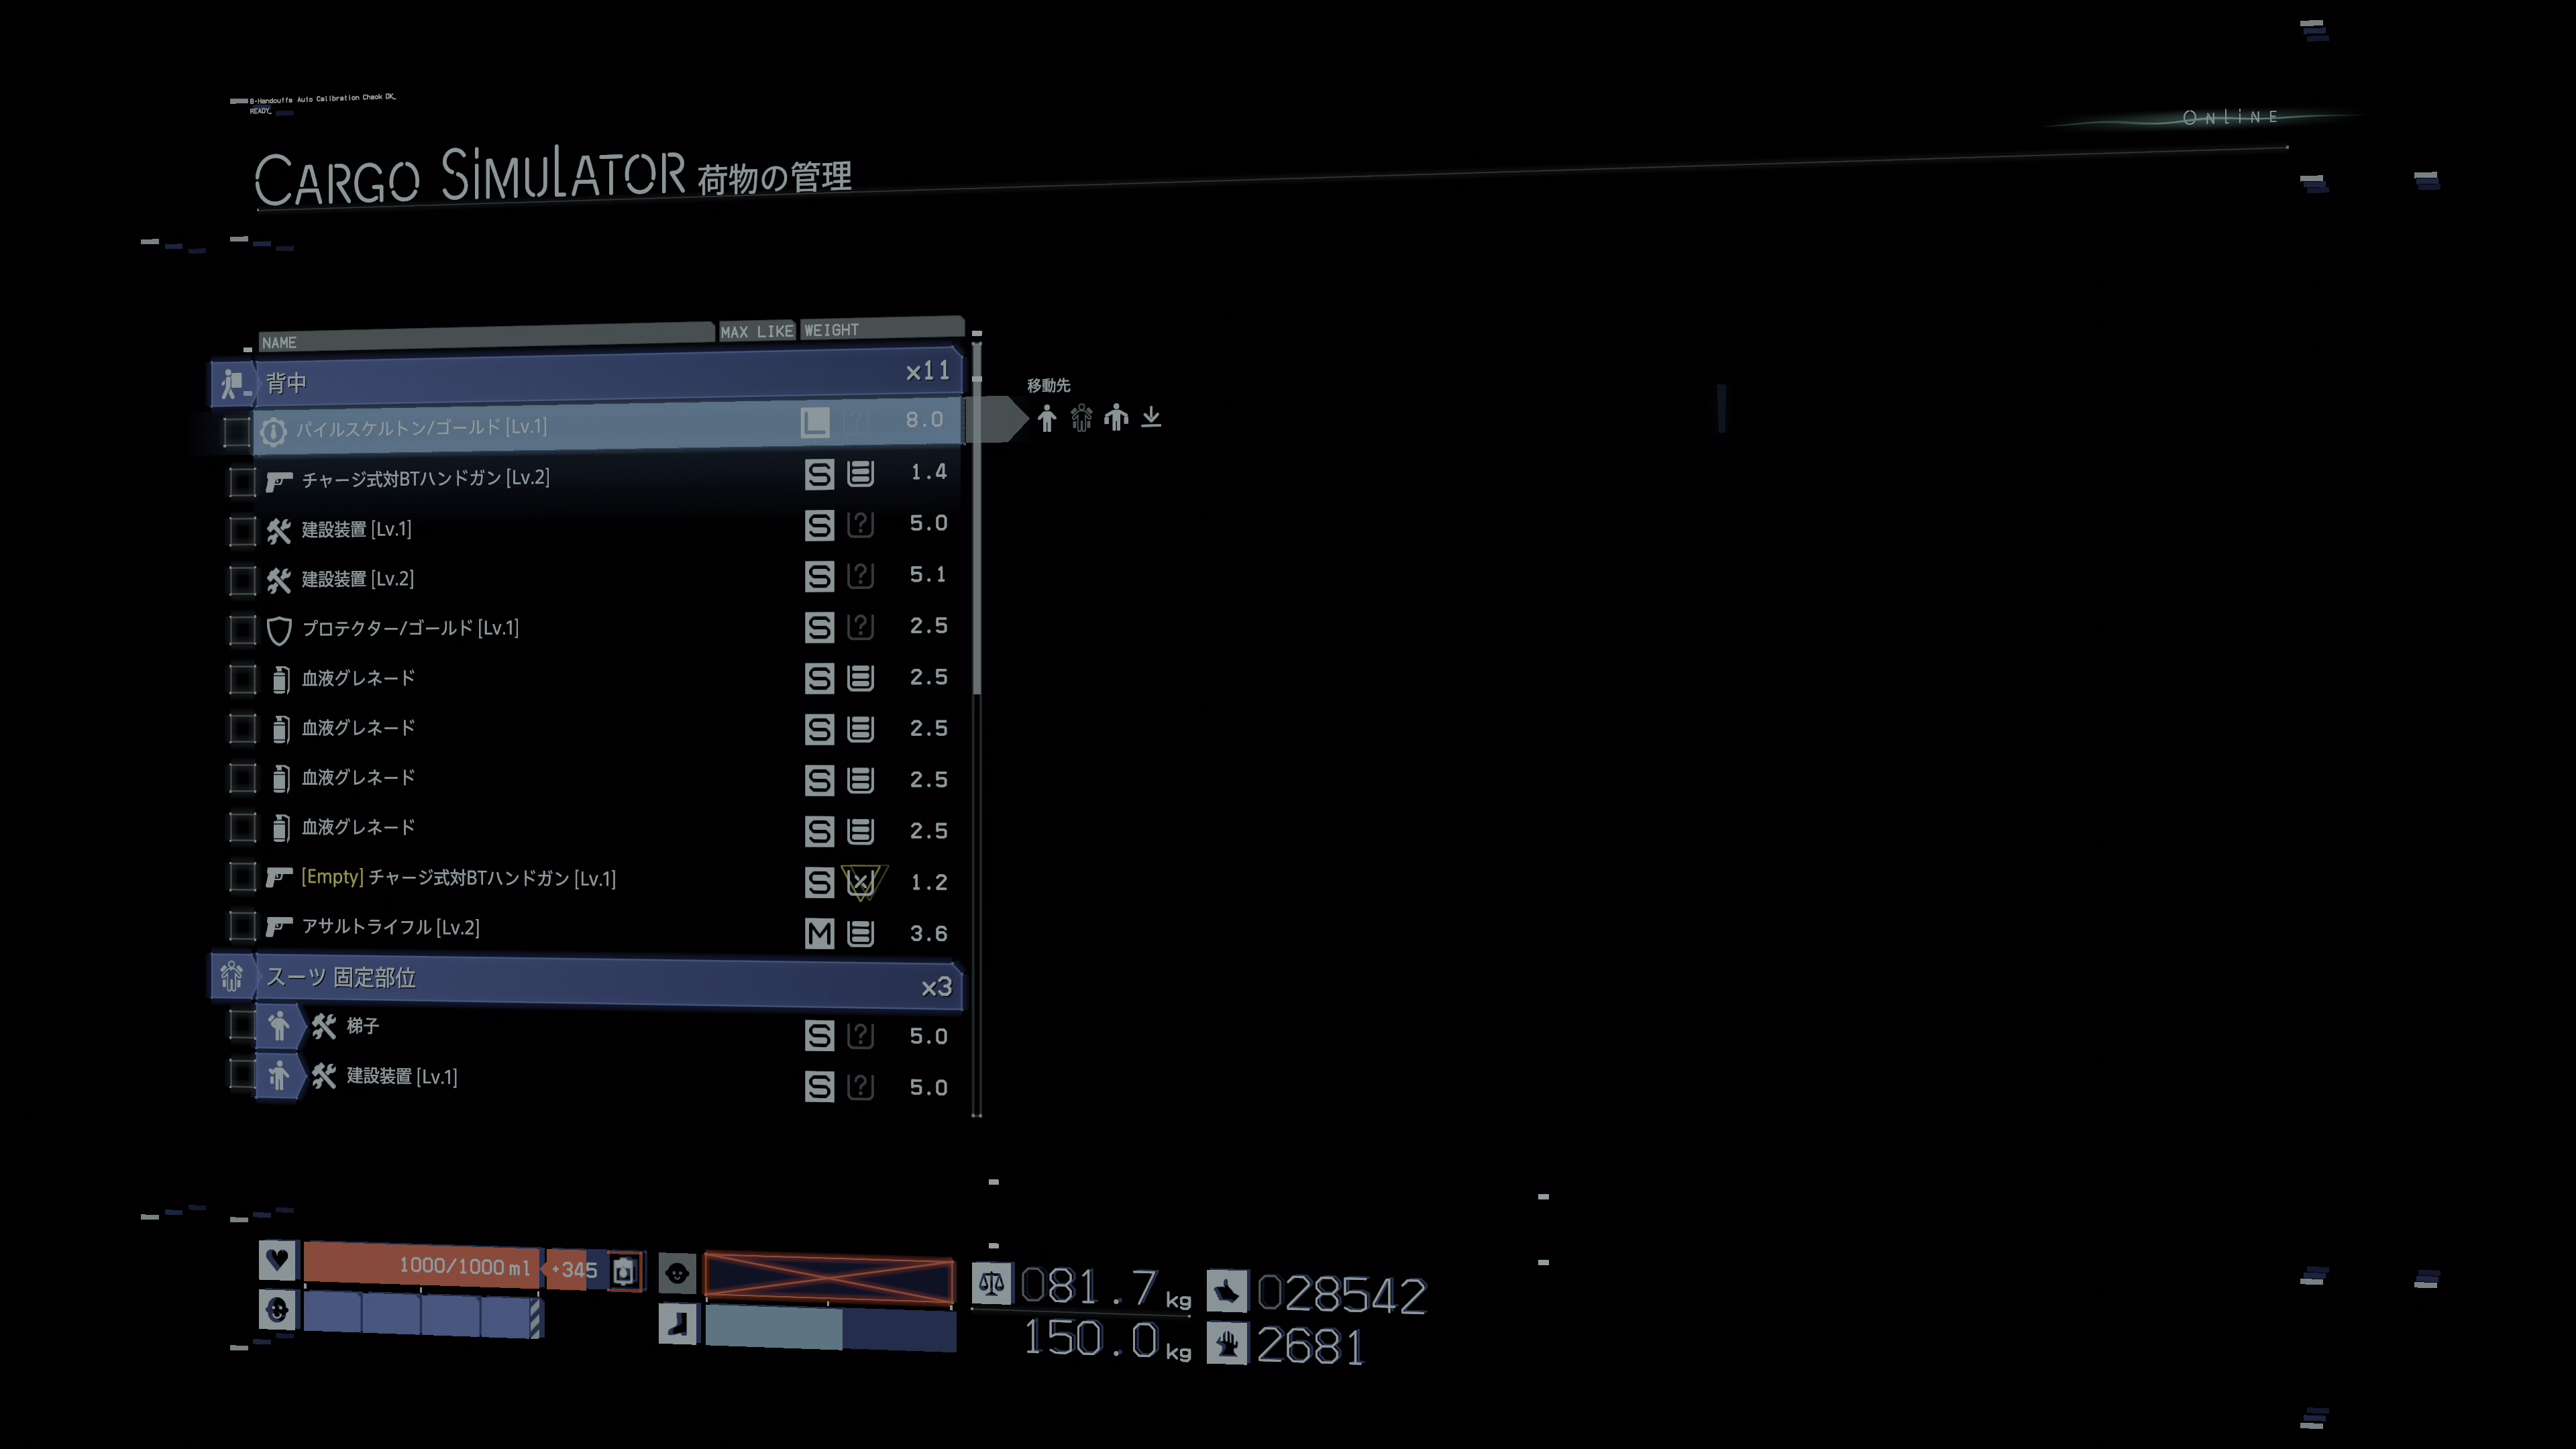 B-Handcuffs Auto Calibration Check OK_
READY_
ONLINE
CARGO SIMULATOR 荷物の管理
NAME MAX LIKE WEIGHT
背中 ×11
パイルスケルトン/ゴールド [Lv.1] L ? 8.0
移動先
チャージ式対BTハンドガン [Lv.2] S 1.4
建設装置 [Lv.1] S ? 5.0
建設装置 [Lv.2] S ? 5.1
プロテクター/ゴールド [Lv.1] S ? 2.5
血液グレネード S 2.5
血液グレネード S 2.5
血液グレネード S 2.5
血液グレネード S 2.5
[Empty] チャージ式対BTハンドガン [Lv.1] S 1.2
アサルトライフル [Lv.2] M 3.6
スーツ 固定部位 ×3
梯子 S ? 5.0
建設装置 [Lv.1] S ? 5.0
1000/1000 ml +345
081.7 kg 028542
150.0 kg 2681